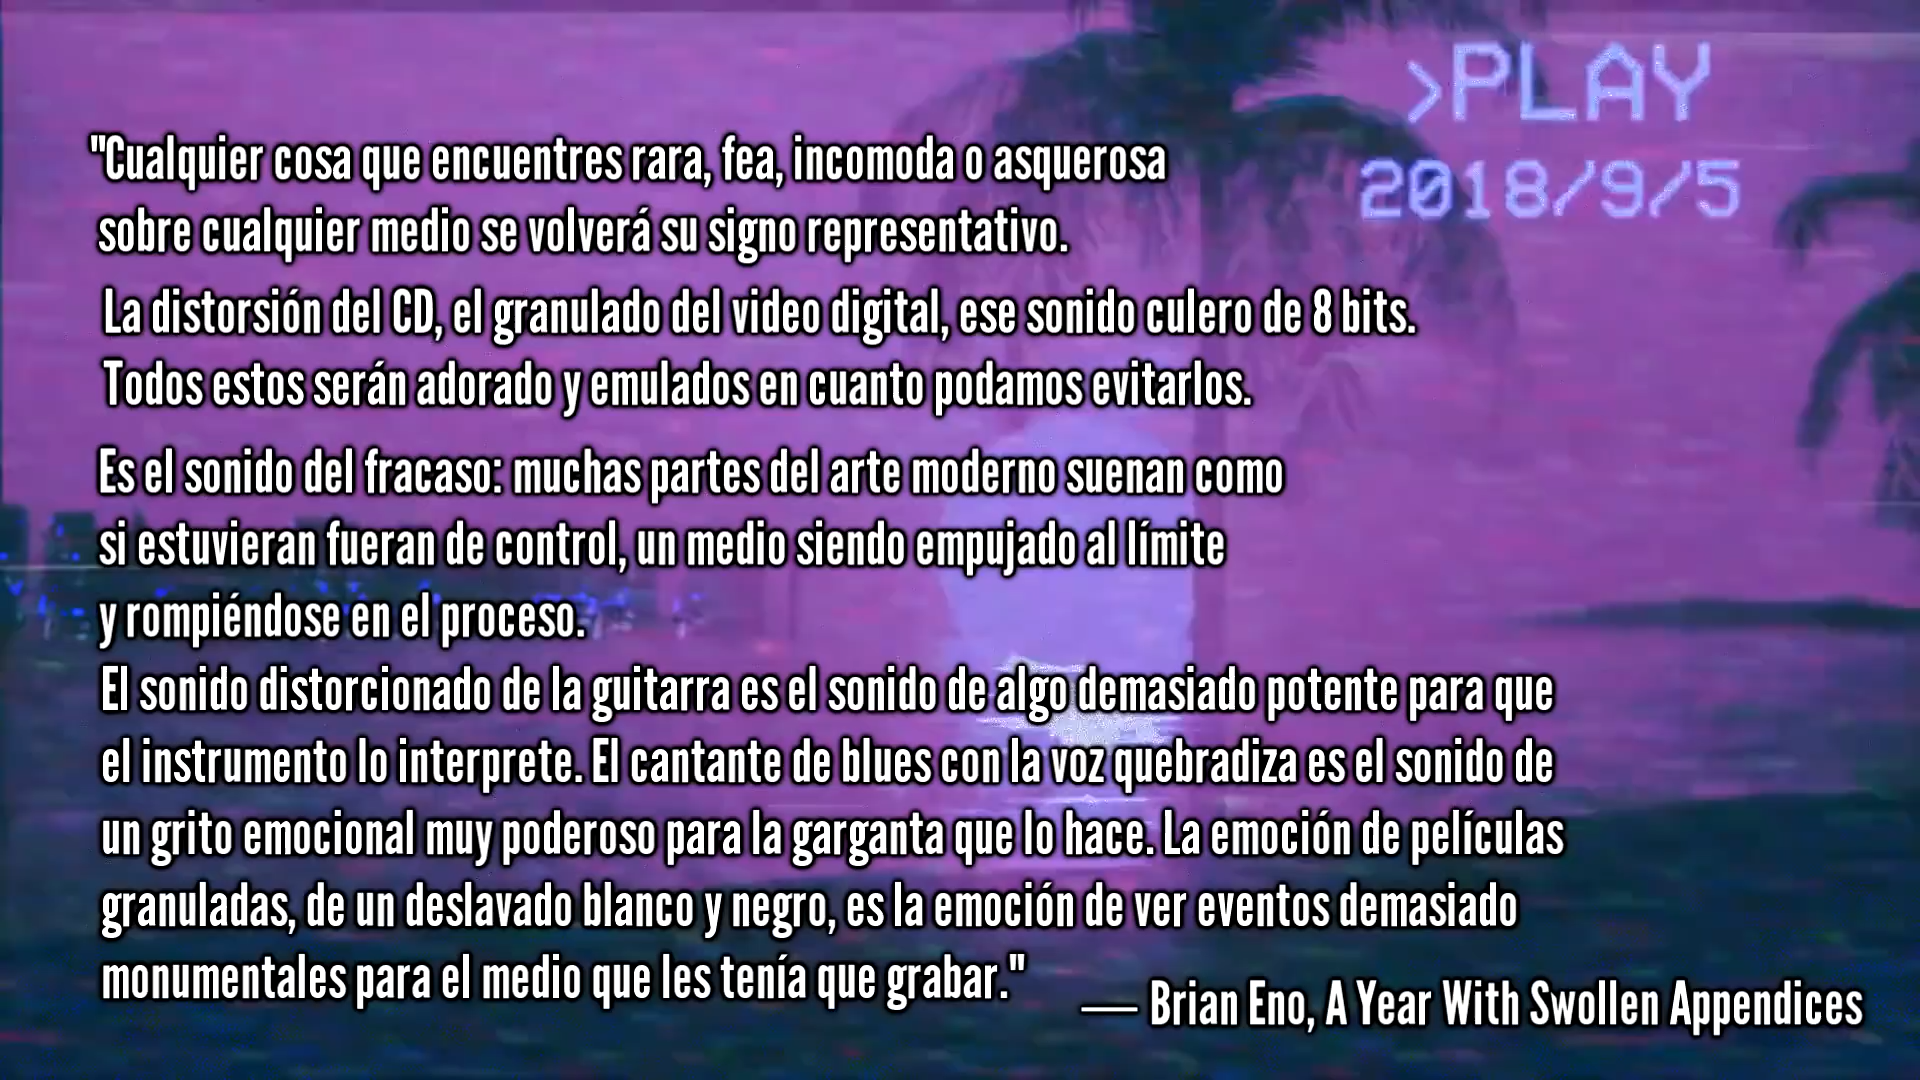 >PLAY
2018/9/5
"Cualquier cosa que encuentres rara, fea, incomoda o asquerosa
sobre cualquier medio se volverá su signo representativo.
La distorsión del CD, el granulado del video digital, ese sonido culero de 8 bits.
Todos estos serán adorado y emulados en cuanto podamos evitarlos.
Es el sonido del fracaso: muchas partes del arte moderno suenan como
si estuvieran fueran de control, un medio siendo empujado al límite
y rompiéndose en el proceso.
El sonido distorcionado de la guitarra es el sonido de algo demasiado potente para que
el instrumento lo interprete. El cantante de blues con la voz quebradiza es el sonido de
un grito emocional muy poderoso para la garganta que lo hace. La emoción de películas
granuladas, de un deslavado blanco y negro, es la emoción de ver eventos demasiado
monumentales para el medio que les tenía que grabar."
— Brian Eno, A Year With Swollen Appendices